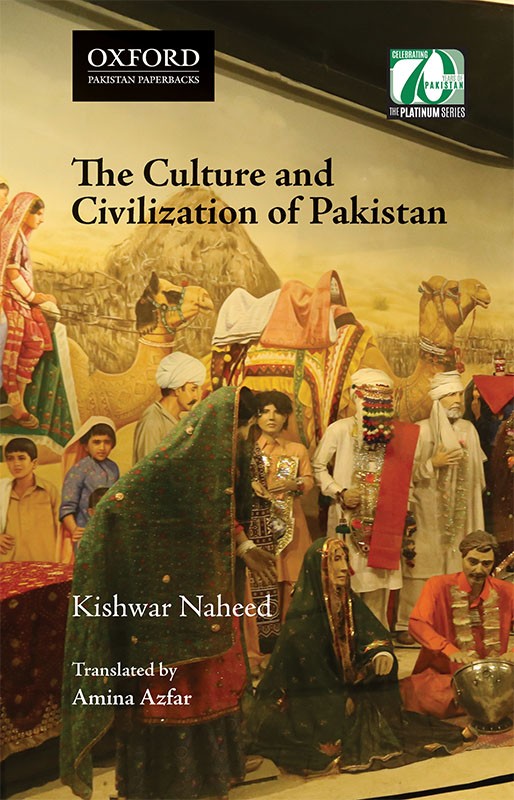 OXFORD
PAKISTAN PAPERBACKS
CELEBRATING
70
YEARS OF
PAKISTAN
THE PLATINUM SERIES
The Culture and
Civilization of Pakistan
Kishwar Naheed
Translated by
Amina Azfar